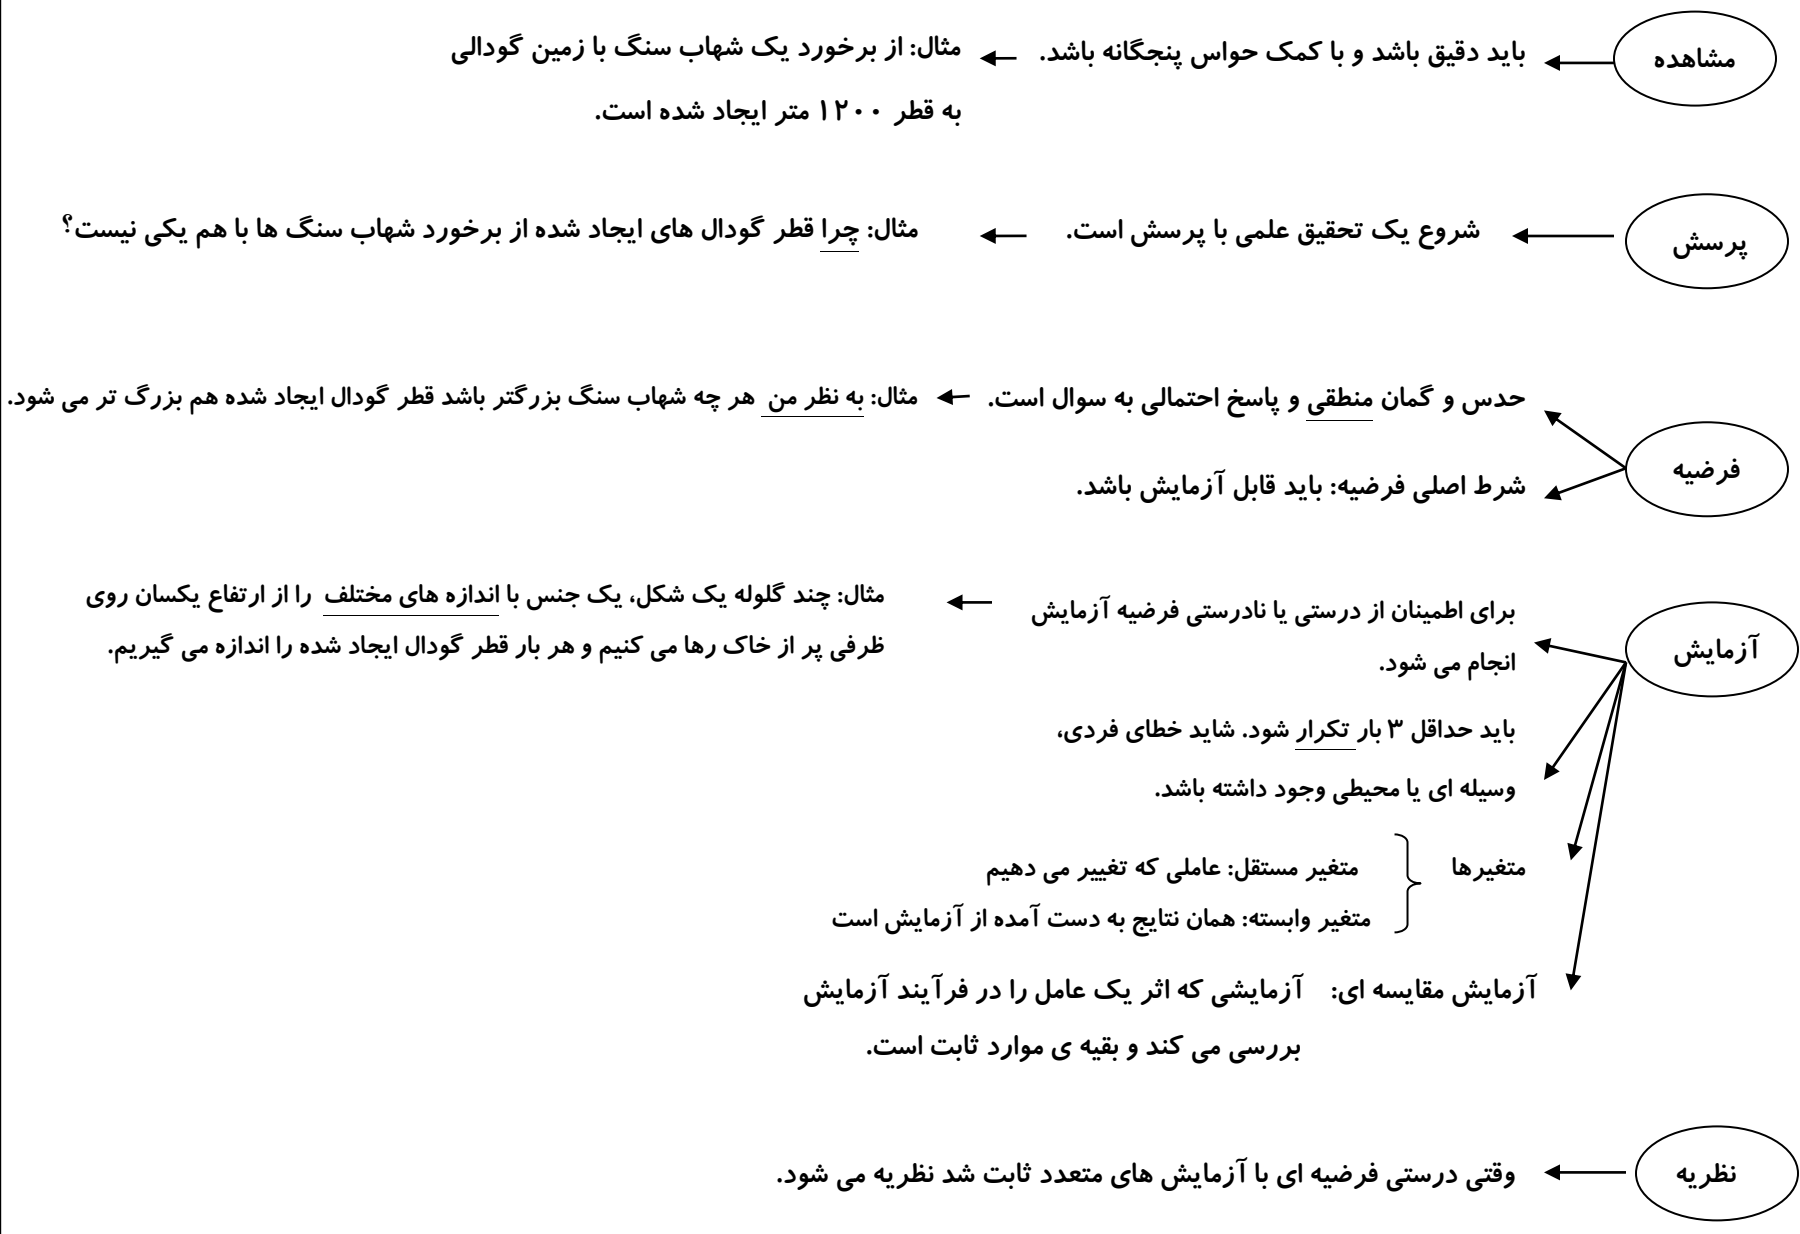 مشاهده
باید دقیق باشد و با کمک حواس پنجگانه باشد.
مثال: از برخورد یک شهاب سنگ با زمین گودالی
به قطر ۱۲۰۰ متر ایجاد شده است.
پرسش
شروع یک تحقیق علمی با پرسش است.
مثال: چرا قطر گودال های ایجاد شده از برخورد شهاب سنگ ها با هم یکی نیست؟
فرضیه
حدس و گمان منطقی و پاسخ احتمالی به سوال است.
مثال: به نظر من هر چه شهاب سنگ بزرگتر باشد قطر گودال ایجاد شده هم بزرگ تر می شود.
شرط اصلی فرضیه: باید قابل آزمایش باشد.
آزمایش
برای اطمینان از درستی یا نادرستی فرضیه آزمایش
انجام می شود.
مثال: چند گلوله یک شکل، یک جنس با اندازه های مختلف را از ارتفاع یکسان روی
ظرفی پر از خاک رها می کنیم و هر بار قطر گودال ایجاد شده را اندازه می گیریم.
باید حداقل ۳ بار تکرار شود. شاید خطای فردی،
وسیله ای یا محیطی وجود داشته باشد.
متغیرها
متغیر مستقل: عاملی که تغییر می دهیم
متغیر وابسته: همان نتایج به دست آمده از آزمایش است
آزمایش مقایسه ای: آزمایشی که اثر یک عامل را در فرآیند آزمایش
بررسی می کند و بقیه ی موارد ثابت است.
نظریه
وقتی درستی فرضیه ای با آزمایش های متعدد ثابت شد نظریه می شود.